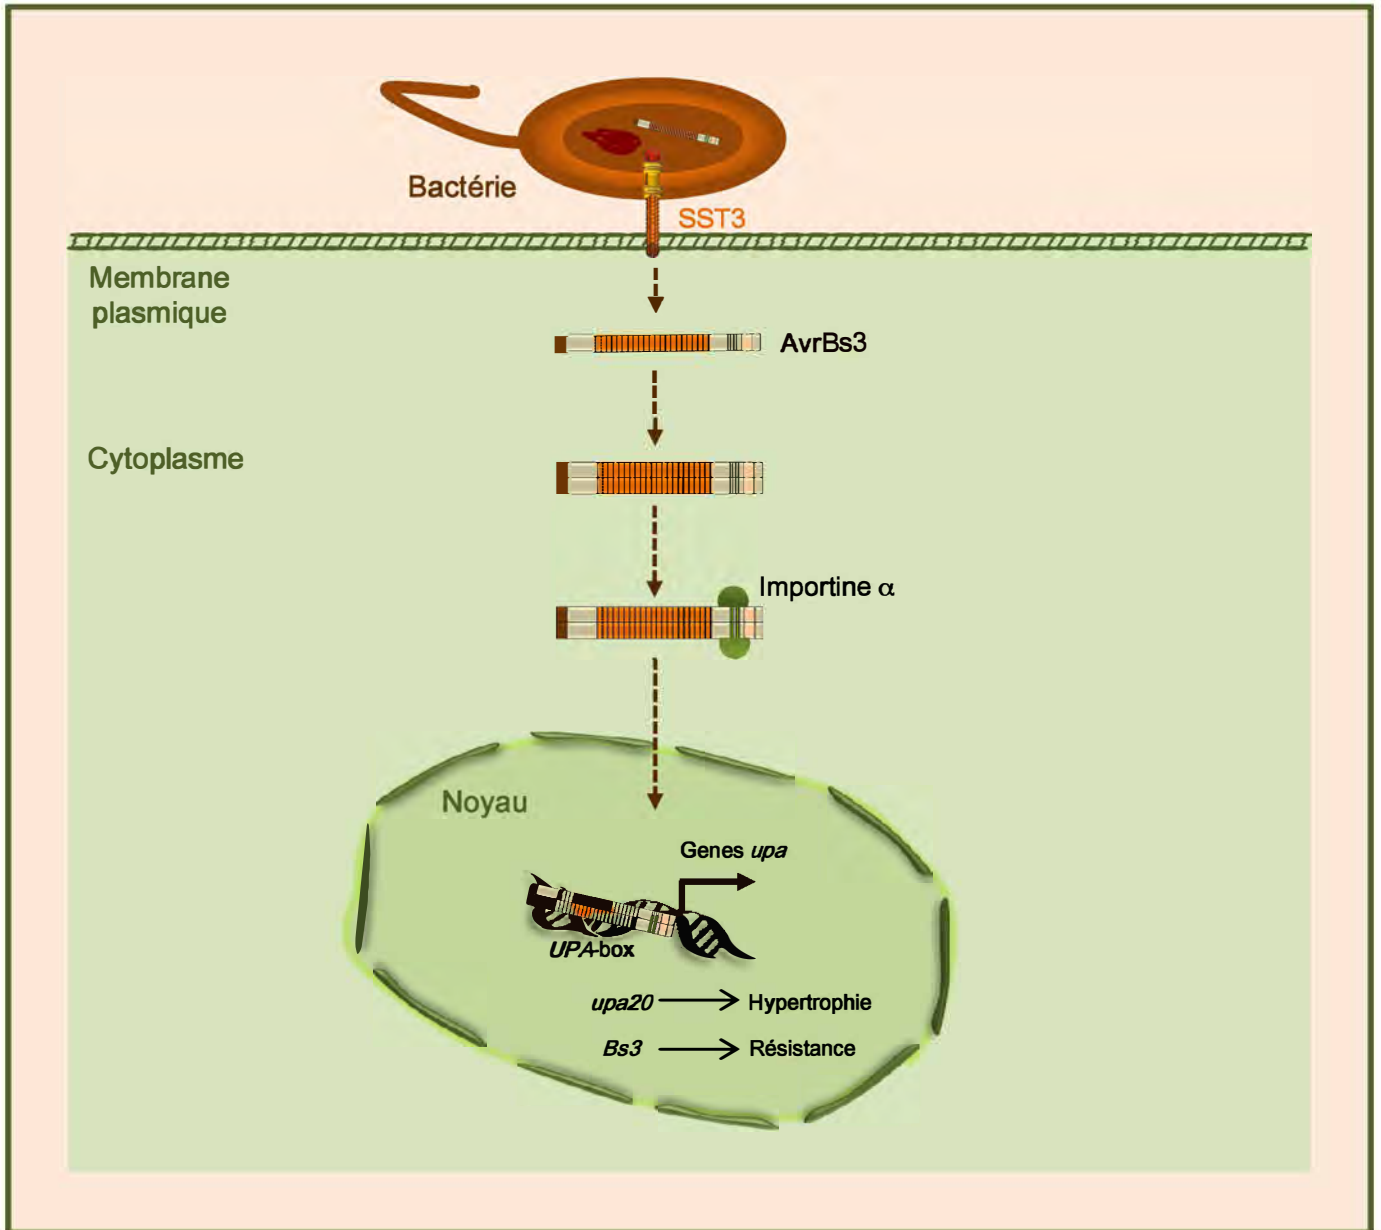 Bactérie
SST3
Membrane
plasmique
AvrBs3
Cytoplasme
Importine α
Noyau
Genes upa
UPA-box
upa20 Hypertrophie
Bs3 Résistance